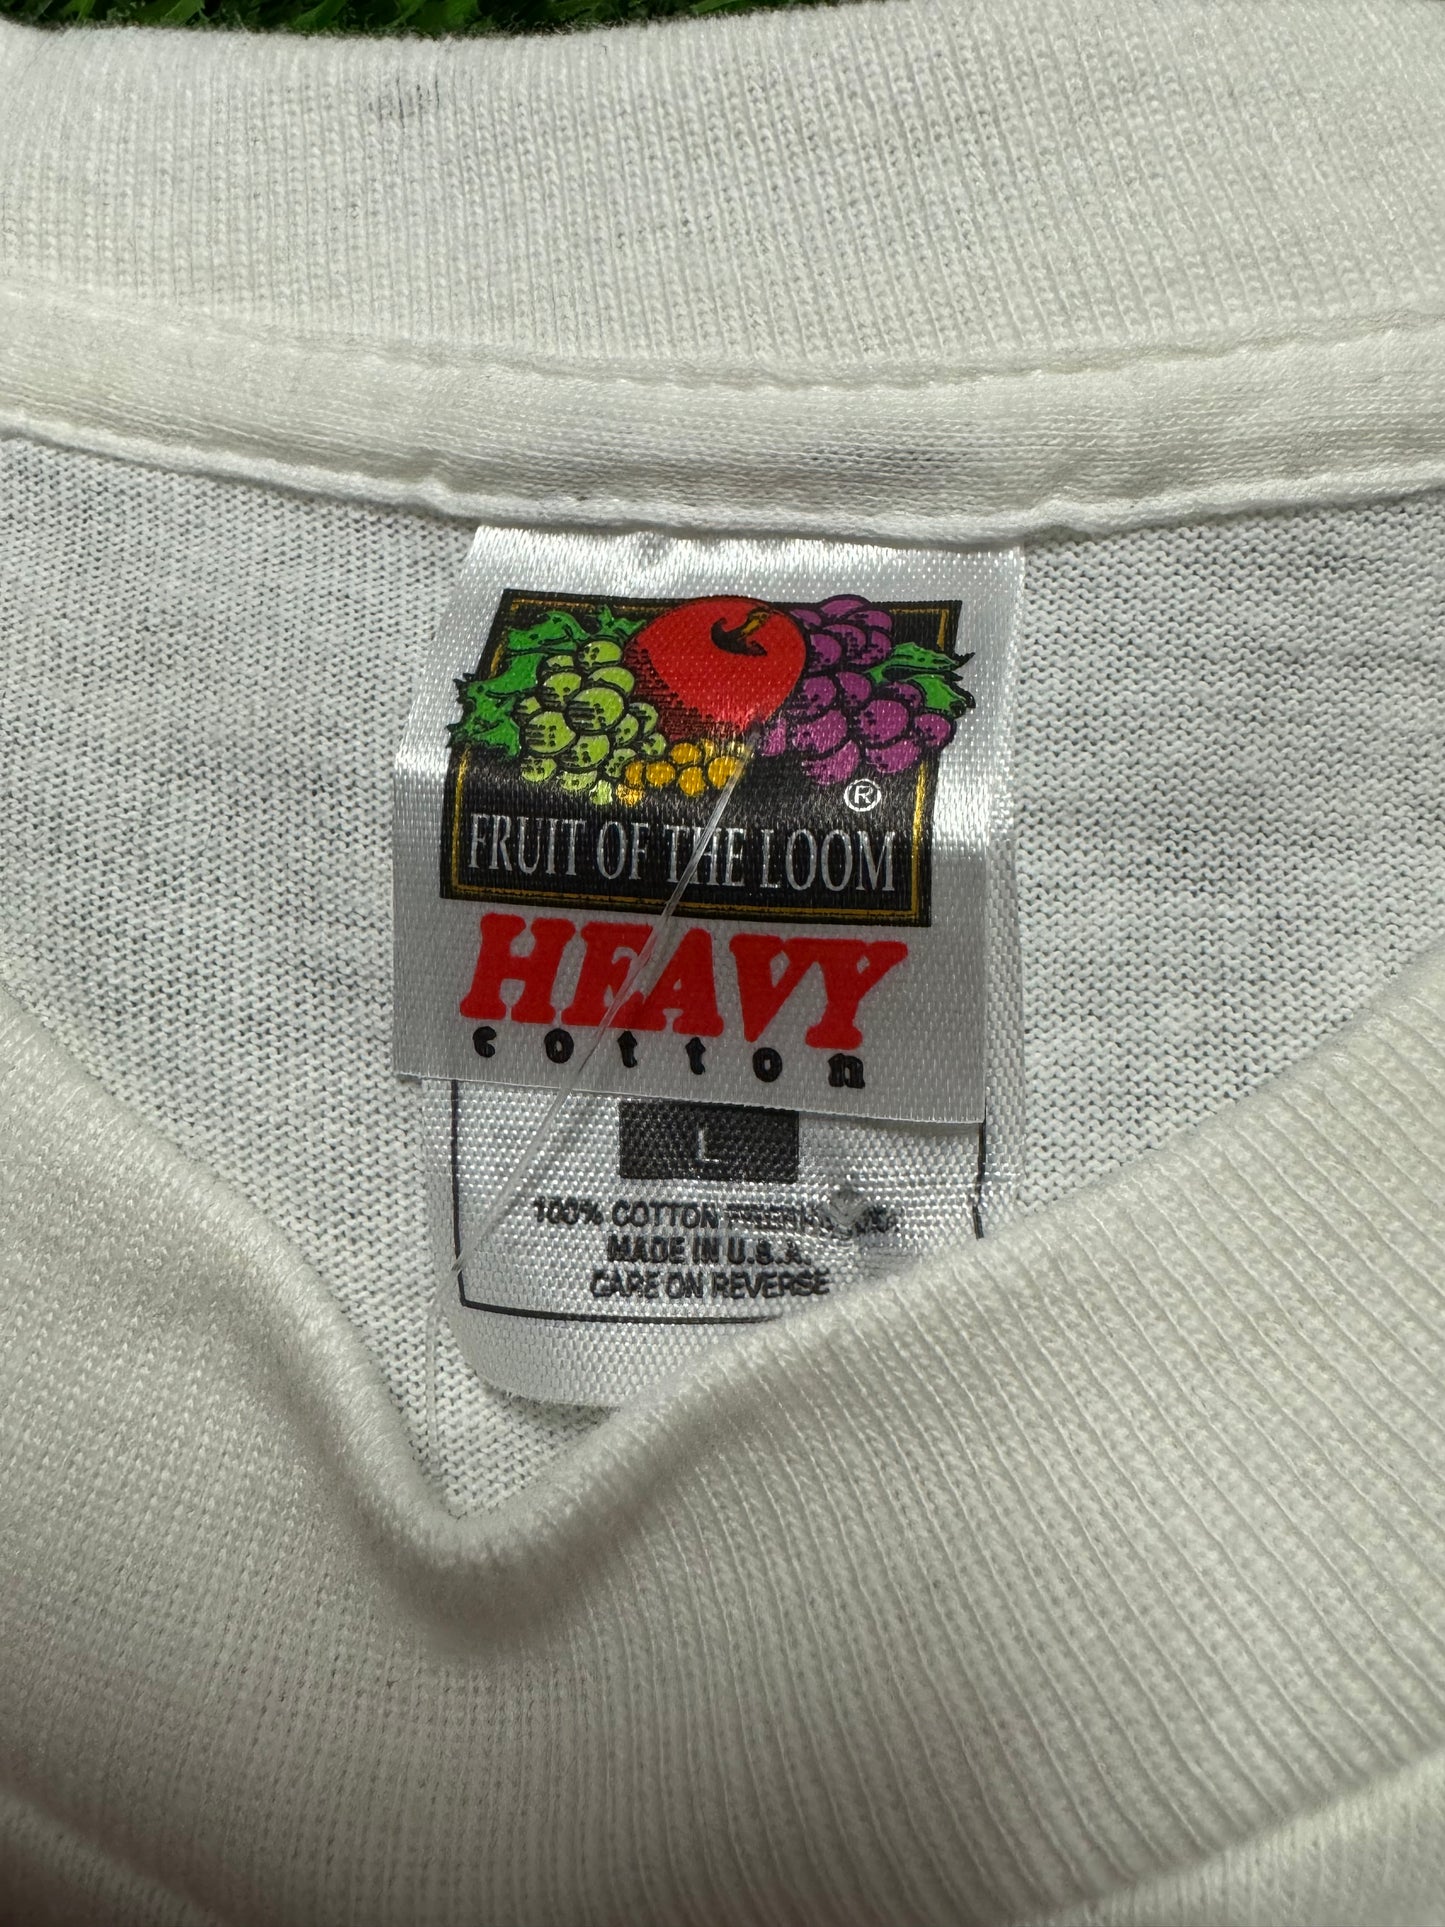 ®
FRUIT OF THE LOOM
HEAVY
cotton
L
100% COTTON
MADE IN U.S.A.
CARE ON REVERSE